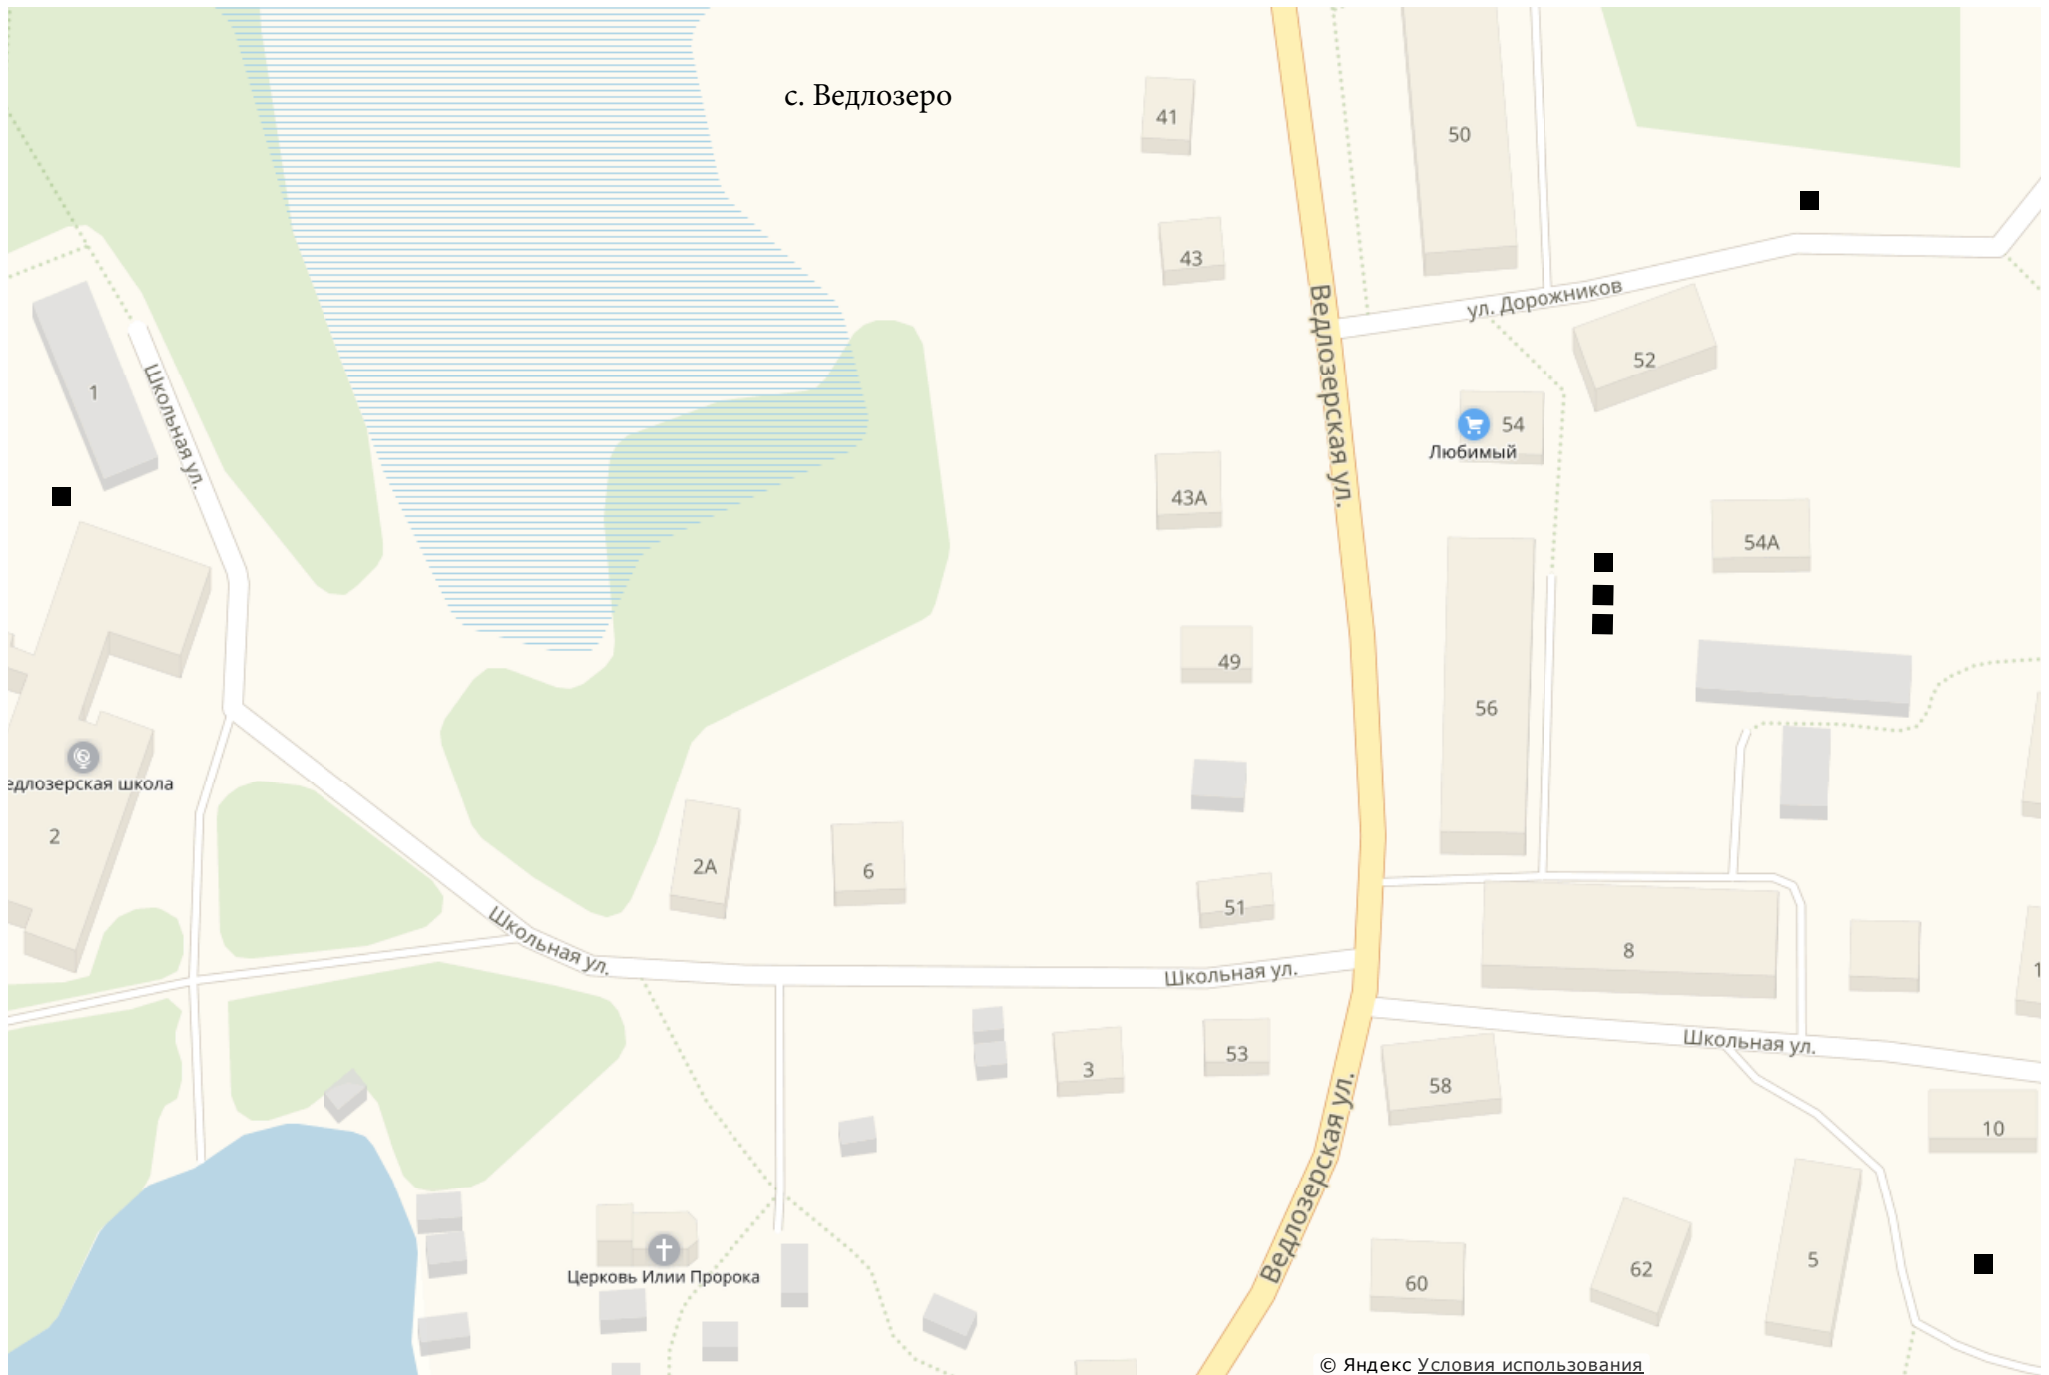 с. Ведлозеро
41
50
43
Ведлозерская ул.
ул. Дорожников
52
1
Школьная ул.
54
Любимый
43А
54А
49
56
едлозерская школа
2
2А
6
51
8
Школьная ул.
Школьная ул.
Школьная ул.
1
3
53
58
10
Ведлозерская ул.
5
62
60
Церковь Илии Пророка
© Яндекс Условия использования